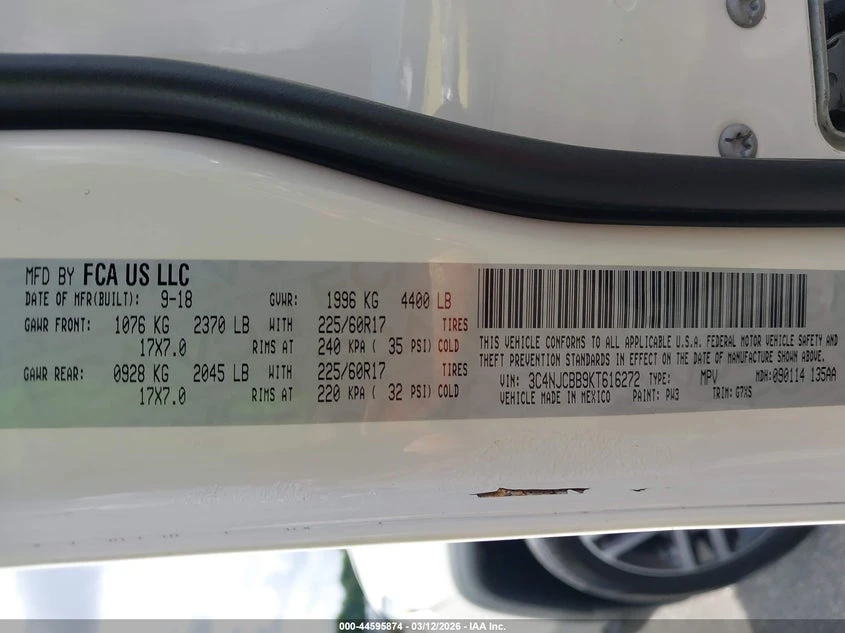 MFD BY FCA US LLC
DATE OF MFR(BUILT): 9-18 GVWR: 1996 KG 4400 LB
GAWR FRONT: 1076 KG 2370 LB WITH 225/60R17 TIRES
17X7.0 RIMS AT 240 KPA ( 35 PSI) COLD
GAWR REAR: 0928 KG 2045 LB WITH 225/60R17 TIRES
17X7.0 RIMS AT 220 KPA ( 32 PSI) COLD
THIS VEHICLE CONFORMS TO ALL APPLICABLE U.S.A. FEDERAL MOTOR VEHICLE SAFETY AND
THEFT PREVENTION STANDARDS IN EFFECT ON THE DATE OF MANUFACTURE SHOWN ABOVE.
VIN: 3C4NJCBB9KT616272 TYPE: MPV MDH: 090114 135AA
VEHICLE MADE IN MEXICO PAINT: PW3 TRIM: G7XS
000-44595874 - 03/12/2026 - IAA Inc.